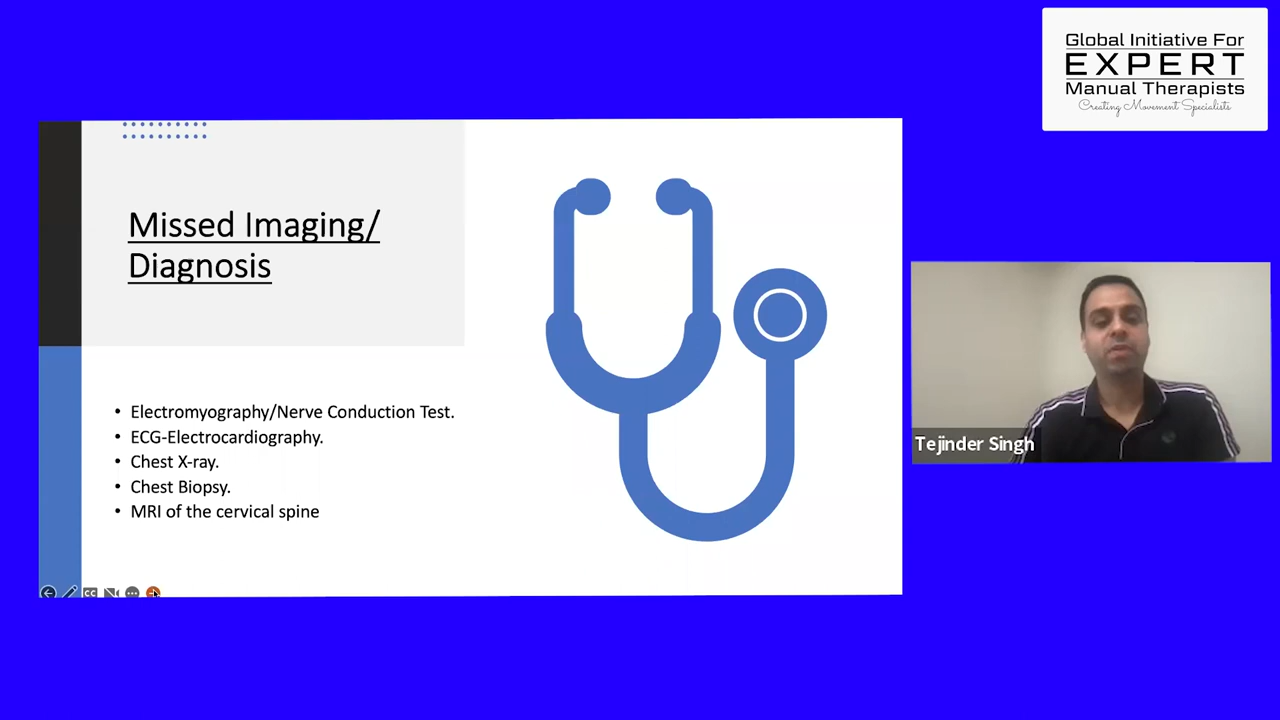 Global Initiative For
EXPERT
Manual Therapists
Creating Movement Specialists
Missed Imaging/
Diagnosis
• Electromyography/Nerve Conduction Test.
• ECG-Electrocardiography.
• Chest X-ray.
• Chest Biopsy.
• MRI of the cervical spine
Tejinder Singh
CC